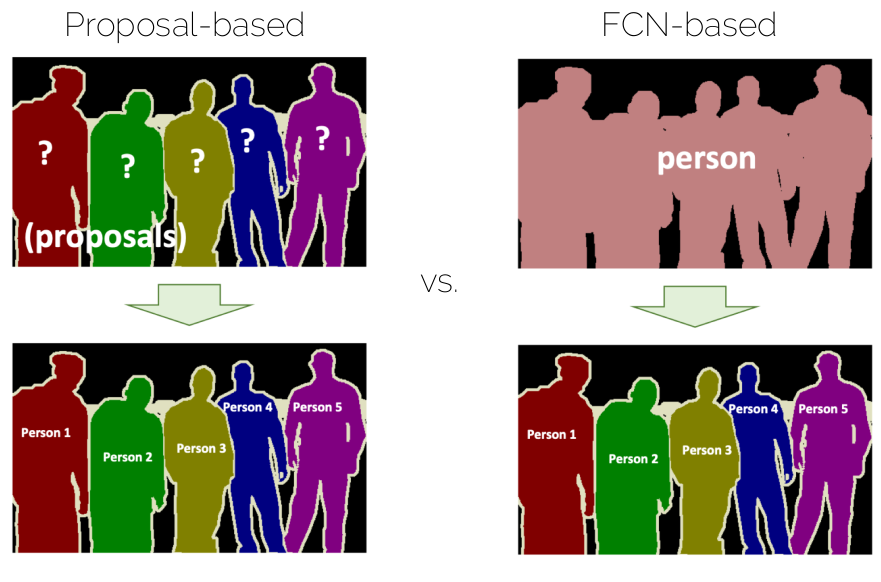 Proposal-based
FCN-based
? ? ? ? ?
(proposals)
person
vs.
Person 1
Person 2
Person 3
Person 4
Person 5
Person 1
Person 2
Person 3
Person 4
Person 5